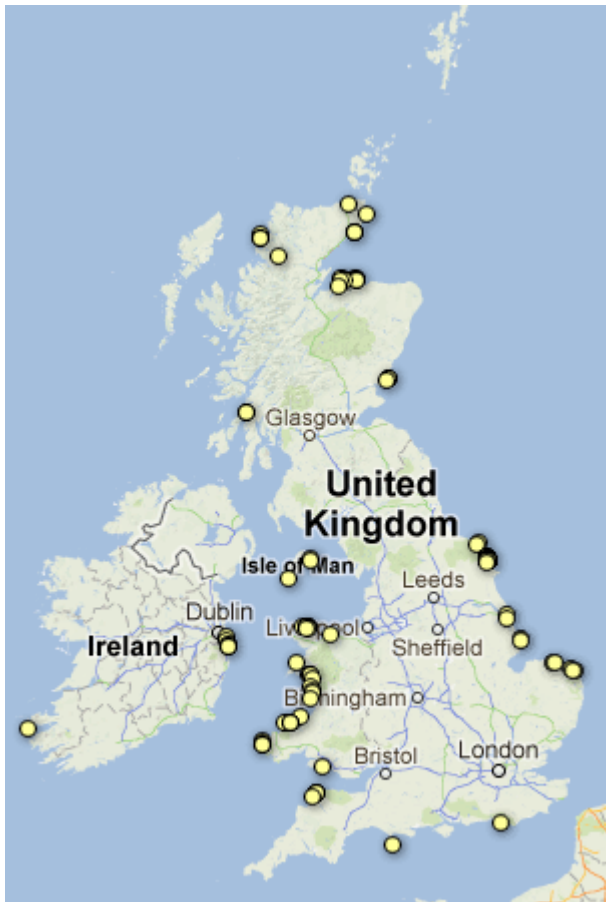 Glasgow
United
Kingdom
Isle of Man
Leeds
Dublin
Liverpool
Sheffield
Ireland
Birmingham
Bristol
London